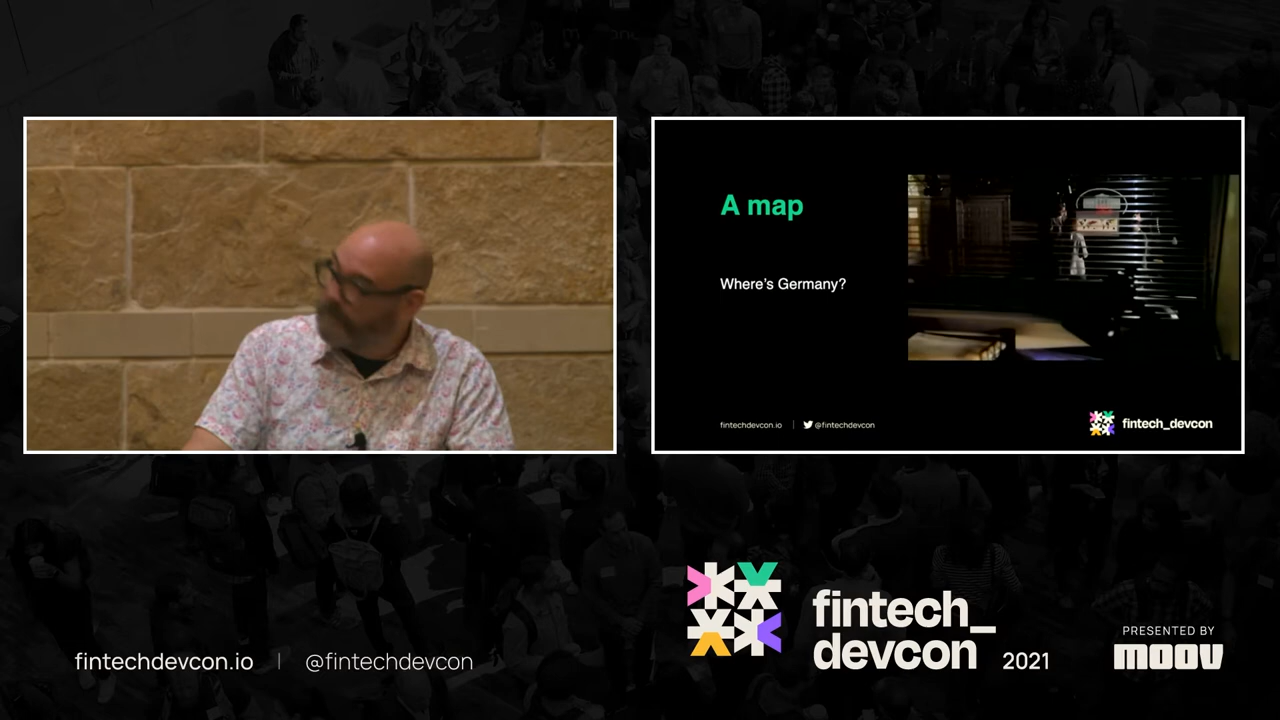 A map
Where's Germany?
fintechdevcon.io | @fintechdevcon
fintech_devcon
fintechdevcon.io | @fintechdevcon
fintech_
devcon 2021
PRESENTED BY
moov